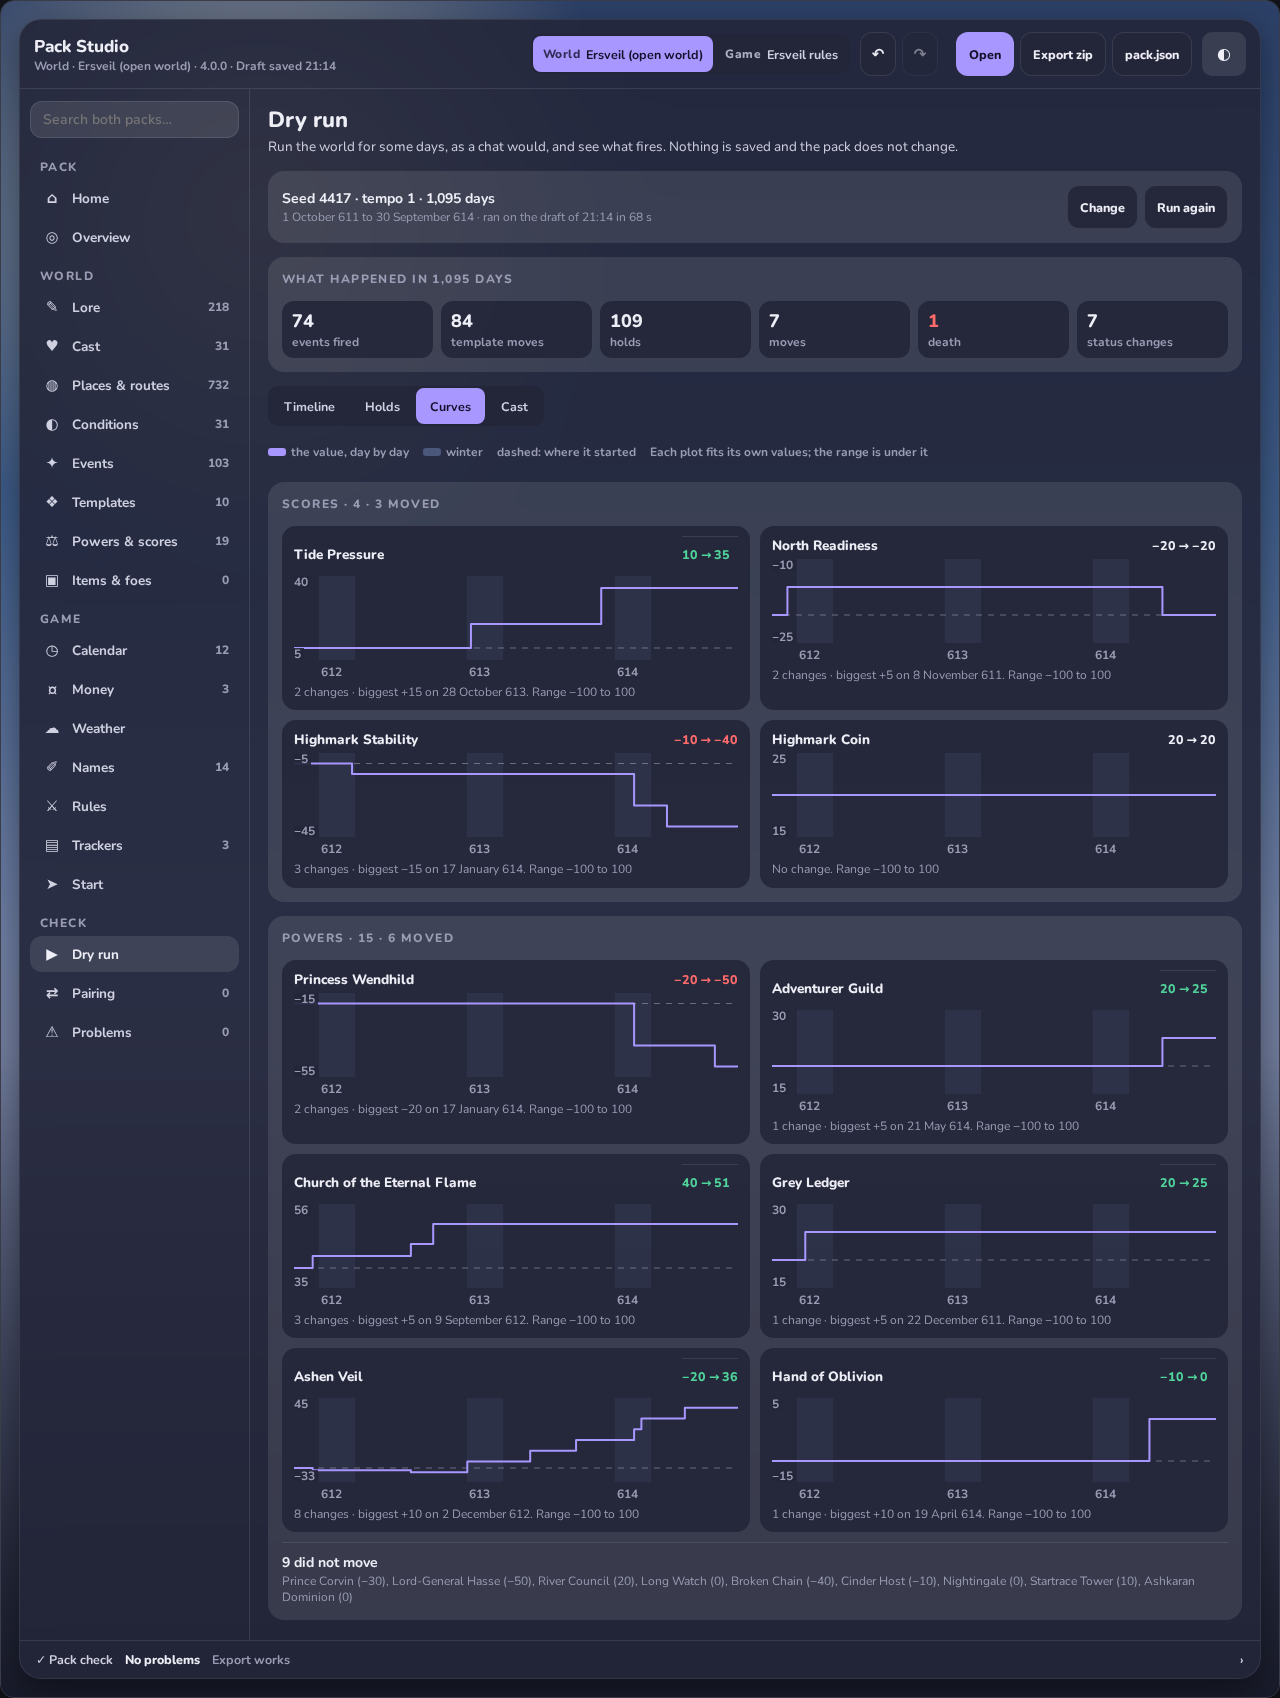 Pack Studio
World · Ersveil (open world) · 4.0.0 · Draft saved 21:14
World Ersveil (open world)
Game Ersveil rules
Open
Export zip
pack.json
Search both packs...
PACK
Home
Overview
WORLD
Lore 218
Cast 31
Places & routes 732
Conditions 31
Events 103
Templates 10
Powers & scores 19
Items & foes 0
GAME
Calendar 12
Money 3
Weather
Names 14
Rules
Trackers 3
Start
CHECK
Dry run
Pairing 0
Problems 0
Dry run
Run the world for some days, as a chat would, and see what fires. Nothing is saved and the pack does not change.
Seed 4417 · tempo 1 · 1,095 days
1 October 611 to 30 September 614 · ran on the draft of 21:14 in 68 s
Change
Run again
WHAT HAPPENED IN 1,095 DAYS
74
events fired
84
template moves
109
holds
7
moves
1
death
7
status changes
Timeline
Holds
Curves
Cast
the value, day by day
winter
dashed: where it started
Each plot fits its own values; the range is under it
SCORES · 4 · 3 MOVED
Tide Pressure
10 → 35
40
5
612 613 614
2 changes · biggest +15 on 28 October 613. Range −100 to 100
North Readiness
−20 → −20
−10
−25
612 613 614
2 changes · biggest +5 on 8 November 611. Range −100 to 100
Highmark Stability
−10 → −40
−5
−45
612 613 614
3 changes · biggest −15 on 17 January 614. Range −100 to 100
Highmark Coin
20 → 20
25
15
612 613 614
No change. Range −100 to 100
POWERS · 15 · 6 MOVED
Princess Wendhild
−20 → −50
−15
−55
612 613 614
2 changes · biggest −20 on 17 January 614. Range −100 to 100
Adventurer Guild
20 → 25
30
15
612 613 614
1 change · biggest +5 on 21 May 614. Range −100 to 100
Church of the Eternal Flame
40 → 51
56
35
612 613 614
3 changes · biggest +5 on 9 September 612. Range −100 to 100
Grey Ledger
20 → 25
30
15
612 613 614
1 change · biggest +5 on 22 December 611. Range −100 to 100
Ashen Veil
−20 → 36
45
−33
612 613 614
8 changes · biggest +10 on 2 December 612. Range −100 to 100
Hand of Oblivion
−10 → 0
5
−15
612 613 614
1 change · biggest +10 on 19 April 614. Range −100 to 100
9 did not move
Prince Corvin (−30), Lord-General Hasse (−50), River Council (20), Long Watch (0), Broken Chain (−40), Cinder Host (−10), Nightingale (0), Startrace Tower (10), Ashkaran
Dominion (0)
✓ Pack check No problems Export works